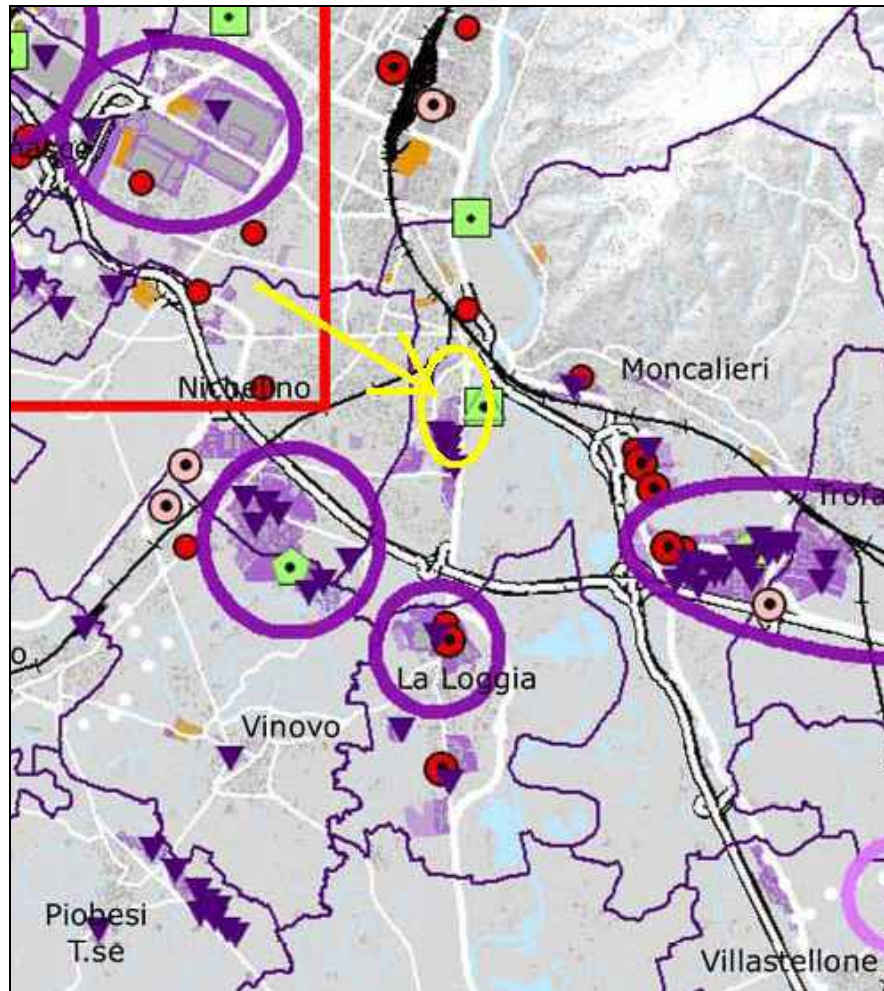 Moncalieri
Nichelino
Trofa
La Loggia
Vinovo
Piobesi
T.se
Villastellone